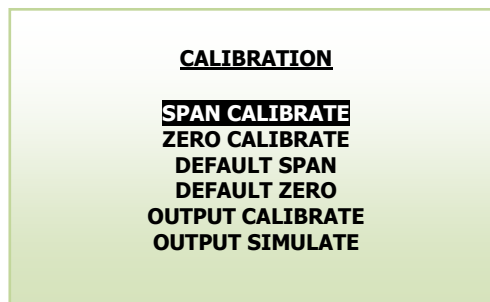 CALIBRATION
SPAN CALIBRATE
ZERO CALIBRATE
DEFAULT SPAN
DEFAULT ZERO
OUTPUT CALIBRATE
OUTPUT SIMULATE